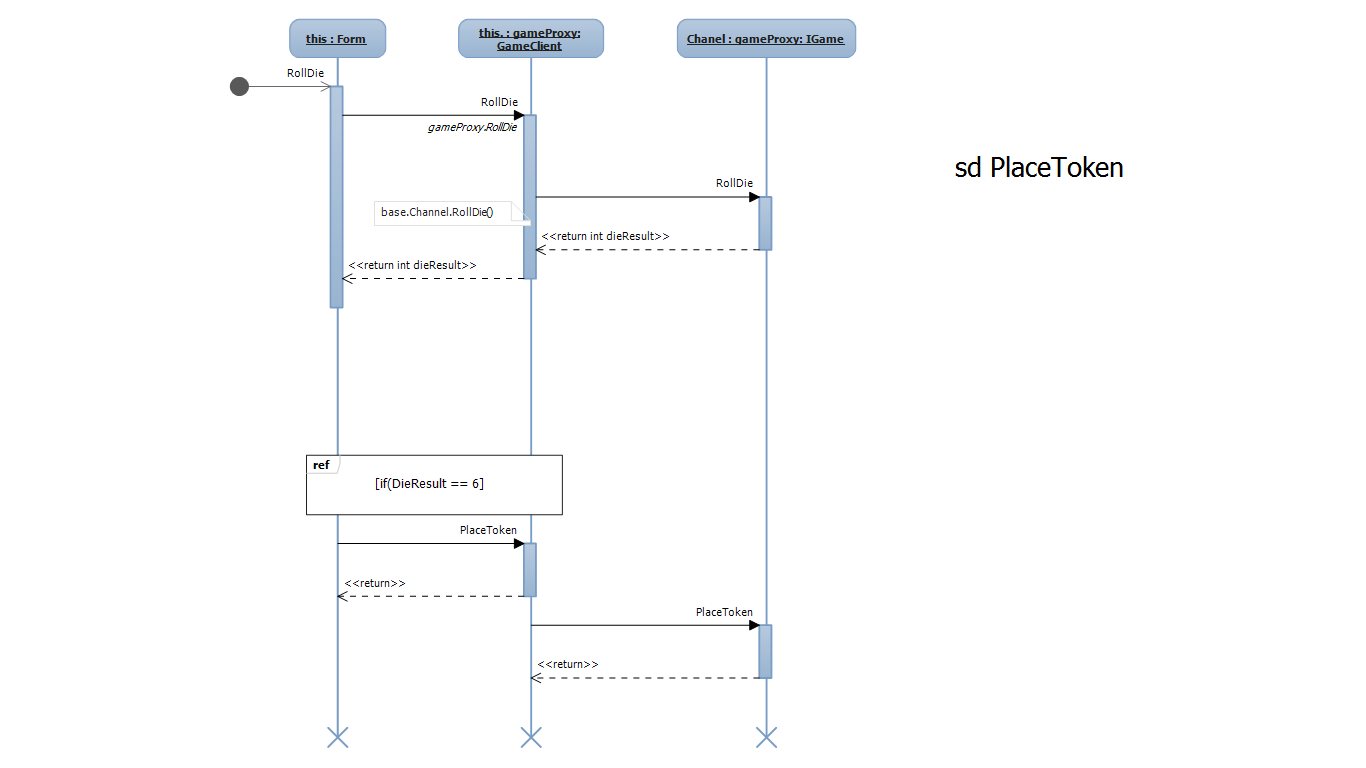 this : Form
this. : gameProxy:
GameClient
Chanel : gameProxy: IGame
RollDie
RollDie
gameProxy.RollDie
sd PlaceToken
RollDie
base.Channel.RollDie()
<<return int dieResult>>
<<return int dieResult>>
ref
[if(DieResult == 6]
PlaceToken
<<return>>
PlaceToken
<<return>>